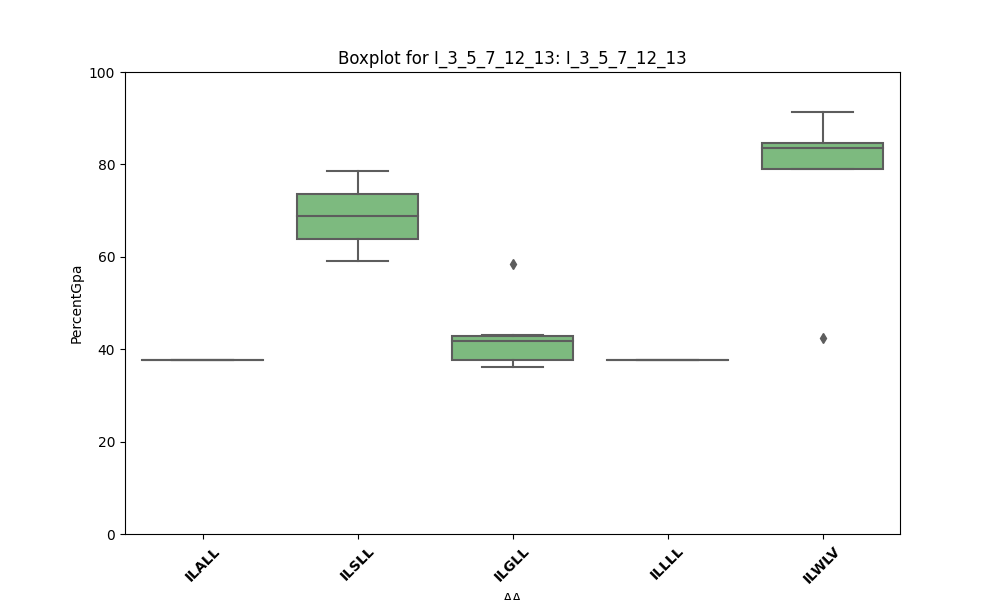 Boxplot for I_3_5_7_12_13: I_3_5_7_12_13
100
80
60
40
20
0
PercentGpa
ILALL
ILSLL
ILGLL
ILLLL
ILWLV
AA